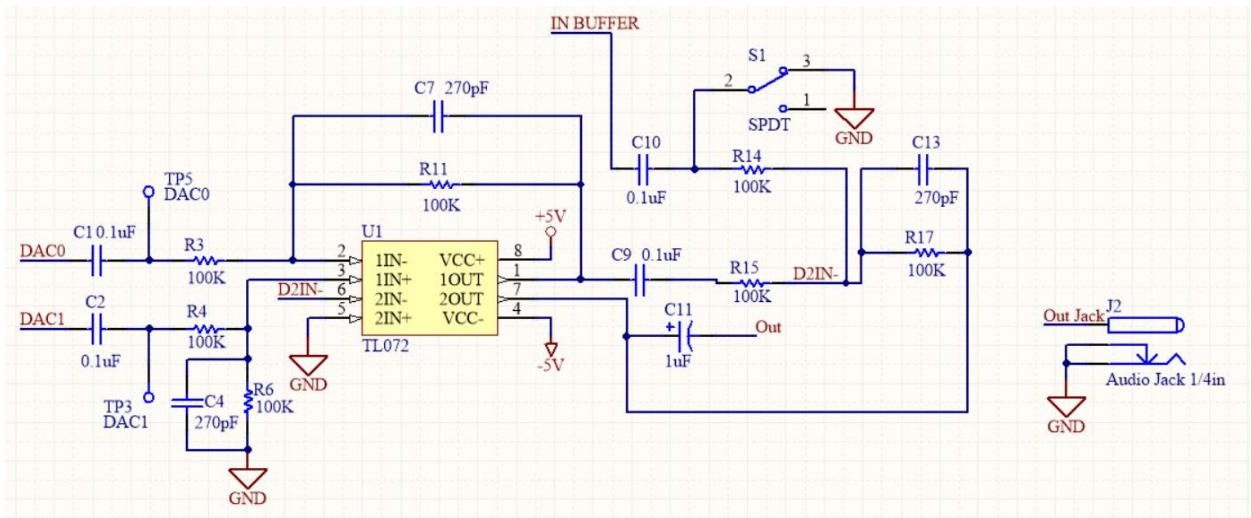 IN BUFFER
S1
3
2
1
SPDT
GND
C7 270pF
R11
100K
C10
0.1uF
R14
100K
C13
270pF
R17
100K
TP5
DAC0
DAC0
C1 0.1uF
R3
100K
+5V
U1
2 1IN- VCC+ 8
3 1IN+ 1OUT 1
6 2IN- 2OUT 7
5 2IN+ VCC- 4
TL072
D2IN-
GND
-5V
C9 0.1uF
R15
100K
D2IN-
DAC1
C2
0.1uF
R4
100K
C11
+
1uF
Out
TP3
DAC1
C4
270pF
R6
100K
GND
J2
Out Jack
Audio Jack 1/4in
GND